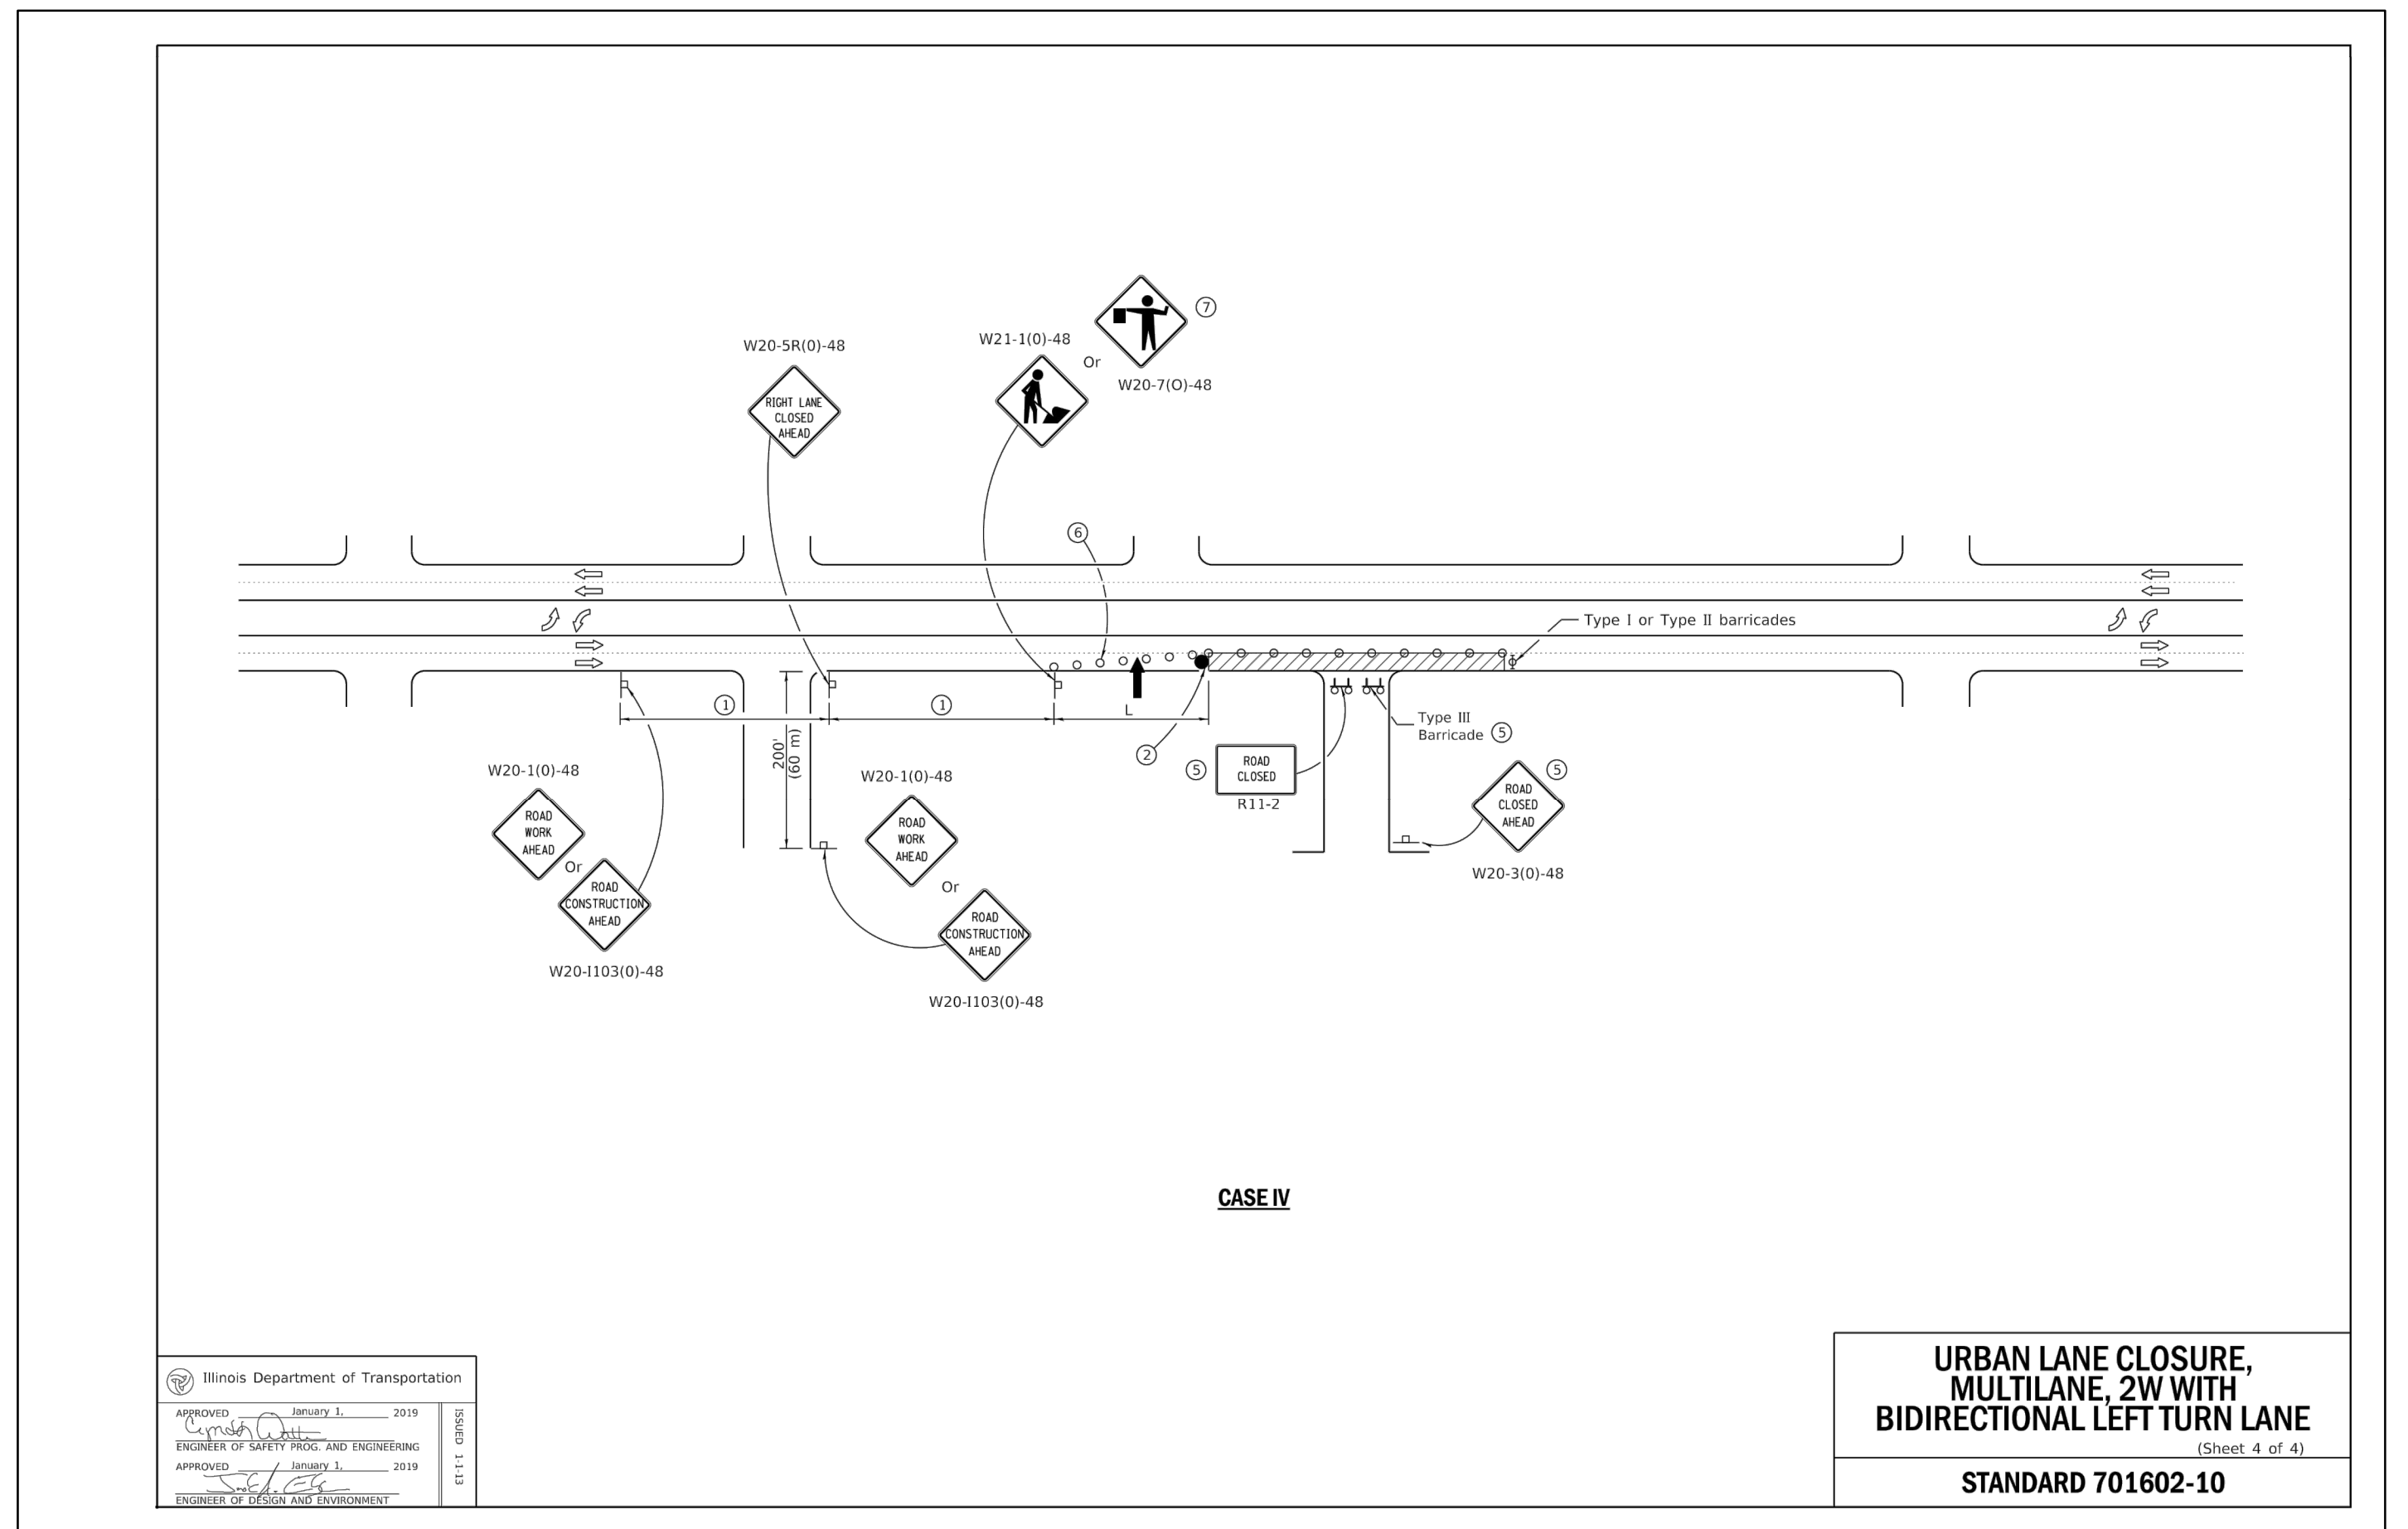 W20-5R(0)-48
RIGHT LANE
CLOSED
AHEAD
W21-1(0)-48
Or
⑦
W20-7(O)-48
⑥
Type I or Type II barricades
①
①
L
200'
(60 m)
②
Type III
Barricade ⑤
⑤
ROAD
CLOSED
R11-2
⑤
ROAD
CLOSED
AHEAD
W20-3(0)-48
W20-1(0)-48
ROAD
WORK
AHEAD
Or
ROAD
CONSTRUCTION
AHEAD
W20-I103(0)-48
W20-1(0)-48
ROAD
WORK
AHEAD
Or
ROAD
CONSTRUCTION
AHEAD
W20-I103(0)-48
CASE IV
Illinois Department of Transportation
APPROVED January 1, 2019
ENGINEER OF SAFETY PROG. AND ENGINEERING
APPROVED January 1, 2019
ENGINEER OF DESIGN AND ENVIRONMENT
ISSUED 1-1-13
URBAN LANE CLOSURE,
MULTILANE, 2W WITH
BIDIRECTIONAL LEFT TURN LANE
(Sheet 4 of 4)
STANDARD 701602-10